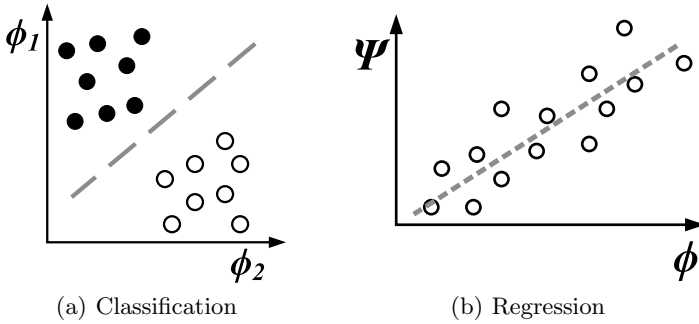 ϕ1
ϕ2
(a) Classification
Ψ
ϕ
(b) Regression